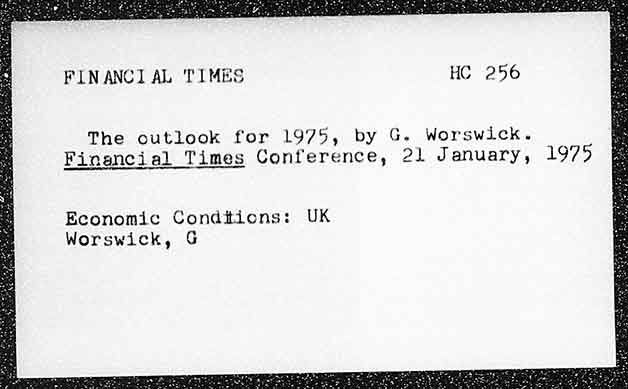 FINANCIAL TIMES HC 256
The outlook for 1975, by G. Worswick.
Financial Times Conference, 21 January, 1975
Economic Conditions: UK
Worswick, G